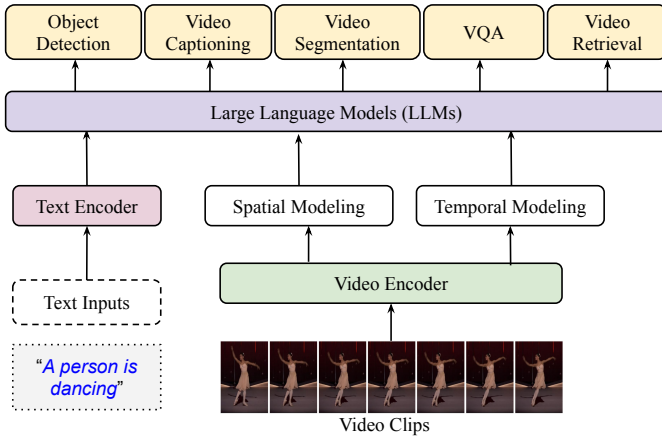 Object
Detection
Video
Captioning
Video
Segmentation
VQA
Video
Retrieval
Large Language Models (LLMs)
Text Encoder
Spatial Modeling
Temporal Modeling
Text Inputs
Video Encoder
“A person is
dancing”
Video Clips